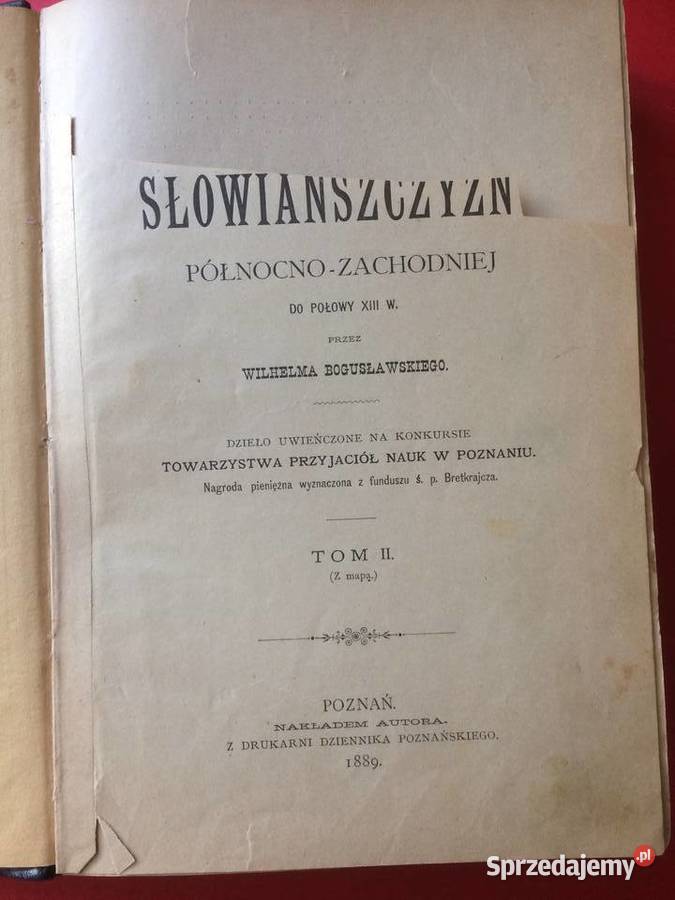 SŁOWIAŃSZCZYZN
PÓŁNOCNO-ZACHODNIEJ
DO POŁOWY XIII W.
PRZEZ
WILHELMA BOGUSŁAWSKIEGO.
DZIEŁO UWIEŃCZONE NA KONKURSIE
TOWARZYSTWA PRZYJACIÓŁ NAUK W POZNANIU.
Nagroda pieniężna wyznaczona z funduszu ś. p. Bretkrajcza.
TOM II.
(Z mapą.)
POZNAŃ.
NAKŁADEM AUTORA.
Z DRUKARNI DZIENNIKA POZNAŃSKIEGO.
1889.
Sprzedajemy.pl